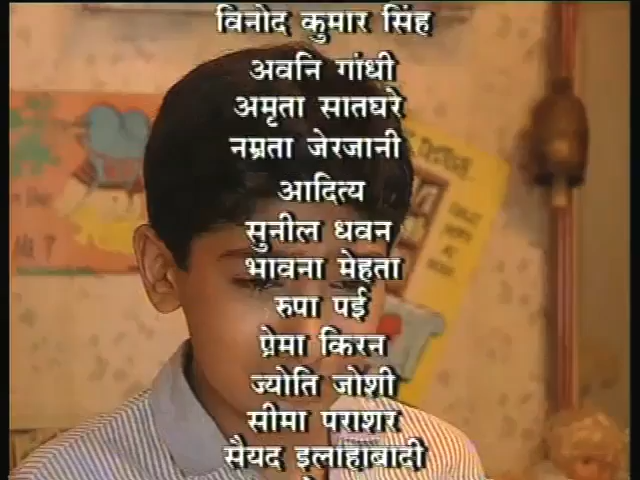 विनोद कुमार सिंह
अवनि गांधी
अमृता सातघरे
नम्रता जेरजानी
आदित्य
सुनील धवन
भावना मेहता
रुपा पई
प्रेमा किरन
ज्योति जोशी
सीमा पराशर
सैयद इलाहाबादी